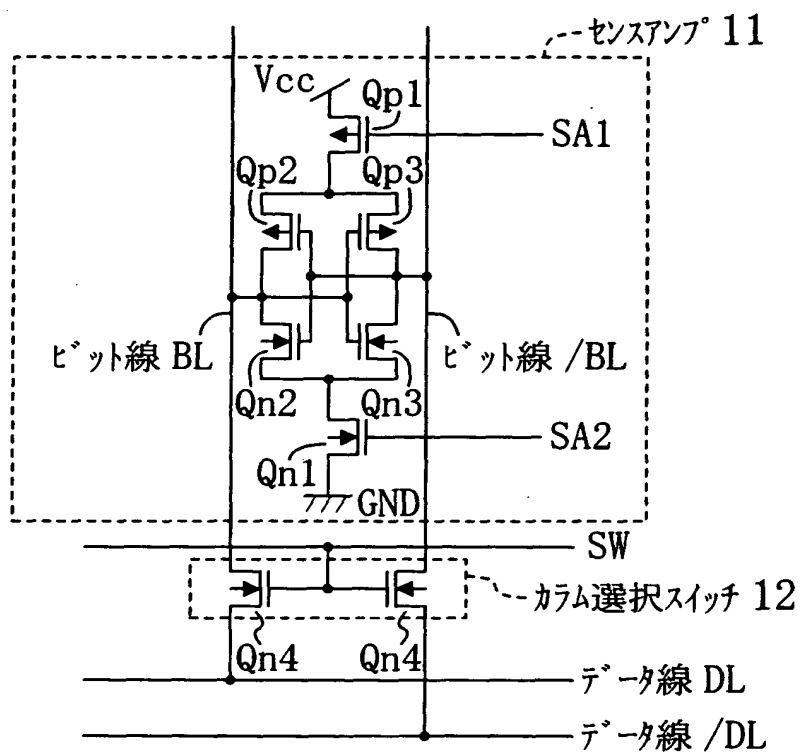 センスアンプ 11
Vcc
Qp1
SA1
Qp2
Qp3
ビット線 BL
ビット線 /BL
Qn2
Qn3
Qn1
SA2
GND
SW
カラム選択スイッチ 12
Qn4
Qn4
データ線 DL
データ線 /DL